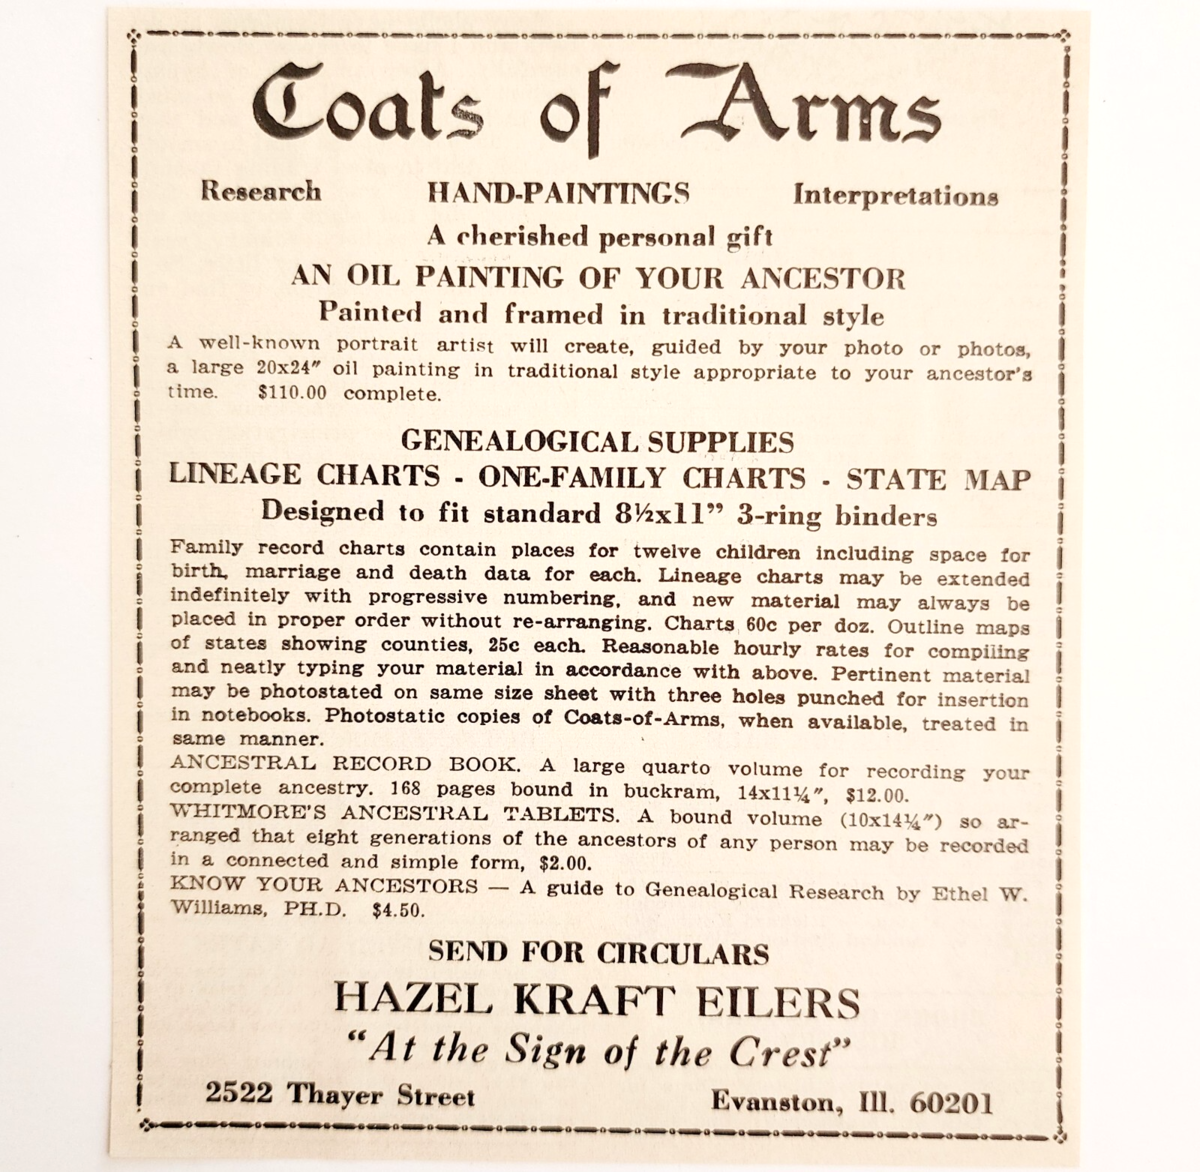 Coats of Arms
Research HAND-PAINTINGS Interpretations
A cherished personal gift
AN OIL PAINTING OF YOUR ANCESTOR
Painted and framed in traditional style
A well-known portrait artist will create, guided by your photo or photos,
a large 20x24″ oil painting in traditional style appropriate to your ancestor's
time. $110.00 complete.
GENEALOGICAL SUPPLIES
LINEAGE CHARTS - ONE-FAMILY CHARTS - STATE MAP
Designed to fit standard 8½x11” 3-ring binders
Family record charts contain places for twelve children including space for
birth, marriage and death data for each. Lineage charts may be extended
indefinitely with progressive numbering, and new material may always be
placed in proper order without re-arranging. Charts 60c per doz. Outline maps
of states showing counties, 25c each. Reasonable hourly rates for compiling
and neatly typing your material in accordance with above. Pertinent material
may be photostated on same size sheet with three holes punched for insertion
in notebooks. Photostatic copies of Coats-of-Arms, when available, treated in
same manner.
ANCESTRAL RECORD BOOK. A large quarto volume for recording your
complete ancestry. 168 pages bound in buckram, 14x11¼″, $12.00.
WHITMORE'S ANCESTRAL TABLETS. A bound volume (10x14¼″) so ar-
ranged that eight generations of the ancestors of any person may be recorded
in a connected and simple form, $2.00.
KNOW YOUR ANCESTORS — A guide to Genealogical Research by Ethel W.
Williams, PH.D. $4.50.
SEND FOR CIRCULARS
HAZEL KRAFT EILERS
“At the Sign of the Crest”
2522 Thayer Street Evanston, Ill. 60201